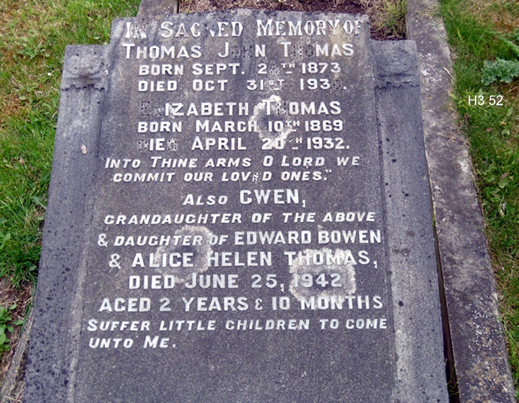 In Sacred Memory of
Thomas John Thomas
Born Sept. 2th 1873
Died Oct 31st 193
Elizabeth Thomas
Born March 10th 1869
Died April 20th 1932.
"Into Thine arms O Lord we
commit our loved ones."
Also Gwen,
grandaughter of the above
& daughter of Edward Bowen
& Alice Helen Thomas,
Died June 25, 1942
Aged 2 years & 10 months
Suffer little children to come
unto Me.
H3 52